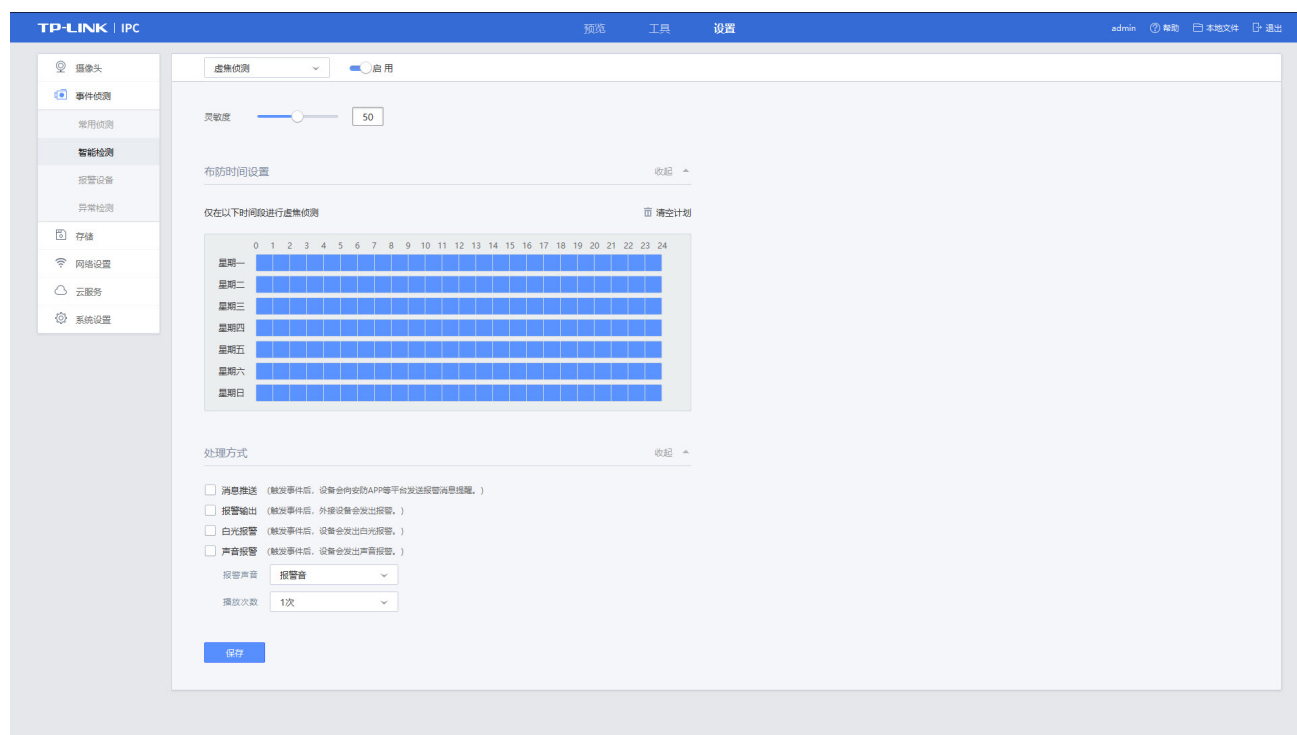 TP-LINK | IPC 预览 工具 设置 admin 帮助 本地文件 退出
摄像头
事件侦测
常用侦测
智能检测
报警设备
异常检测
存储
网络设置
云服务
系统设置
虚焦侦测 启用
灵敏度 50
布防时间设置 收起
仅在以下时间段进行虚焦侦测 清空计划
0 1 2 3 4 5 6 7 8 9 10 11 12 13 14 15 16 17 18 19 20 21 22 23 24
星期一
星期二
星期三
星期四
星期五
星期六
星期日
处理方式 收起
消息推送 (触发事件后，设备会向安防APP等平台发送报警消息提醒。)
报警输出 (触发事件后，外接设备会发出报警。)
白光报警 (触发事件后，设备会发出白光报警。)
声音报警 (触发事件后，设备会发出声音报警。)
报警声音 报警音
播放次数 1次
保存